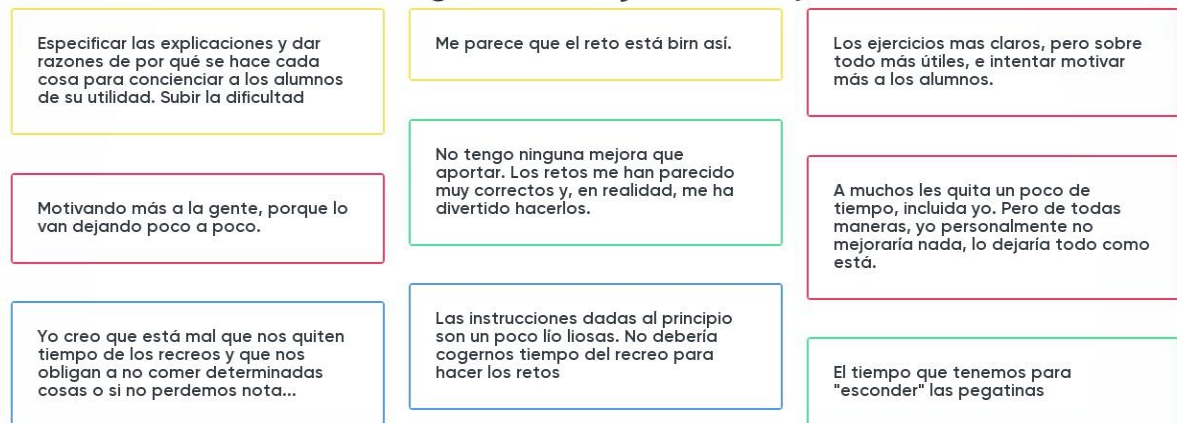 Especificar las explicaciones y dar
razones de por qué se hace cada
cosa para concienciar a los alumnos
de su utilidad. Subir la dificultad
Motivando más a la gente, porque lo
van dejando poco a poco.
Yo creo que está mal que nos quiten
tiempo de los recreos y que nos
obligan a no comer determinadas
cosas o si no perdemos nota...
Me parece que el reto está birn así.
No tengo ninguna mejora que
aportar. Los retos me han parecido
muy correctos y, en realidad, me ha
divertido hacerlos.
Las instrucciones dadas al principio
son un poco lío liosas. No debería
cogernos tiempo del recreo para
hacer los retos
Los ejercicios mas claros, pero sobre
todo más útiles, e intentar motivar
más a los alumnos.
A muchos les quita un poco de
tiempo, incluida yo. Pero de todas
maneras, yo personalmente no
mejoraría nada, lo dejaría todo como
está.
El tiempo que tenemos para
"esconder" las pegatinas